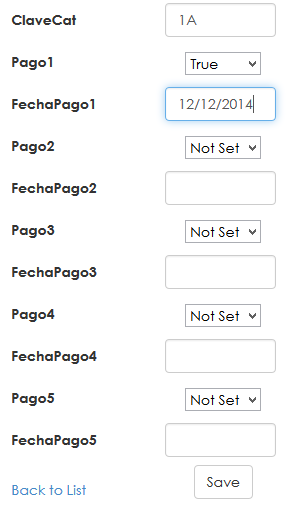 ClaveCat 1A
Pago1 True
FechaPago1 12/12/2014
Pago2 Not Set
FechaPago2
Pago3 Not Set
FechaPago3
Pago4 Not Set
FechaPago4
Pago5 Not Set
FechaPago5
Back to List Save